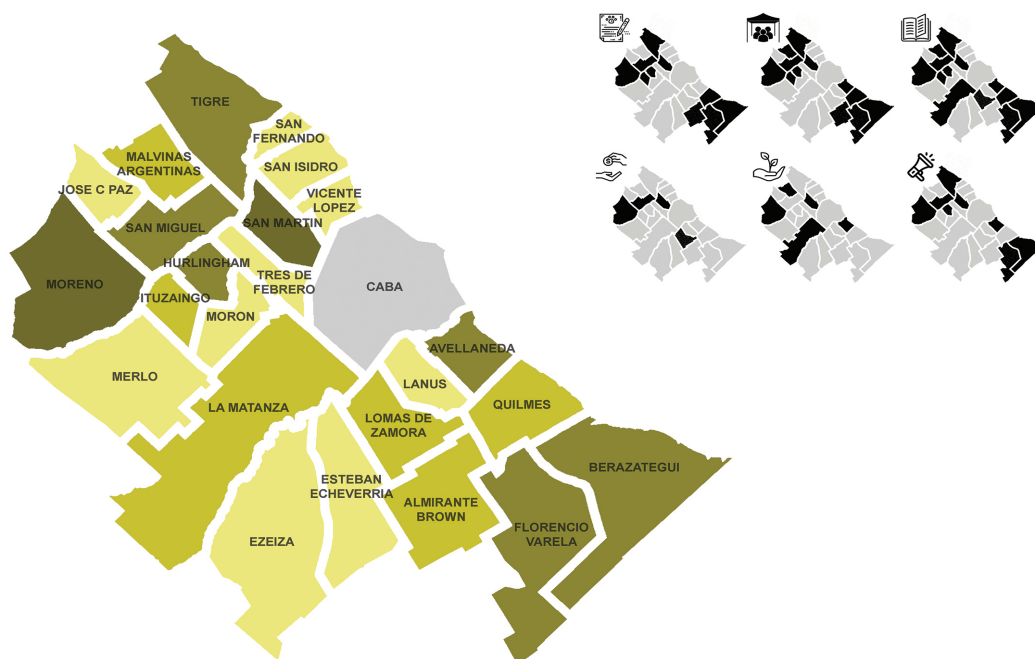 TIGRE
SAN
FERNANDO
MALVINAS
ARGENTINAS
SAN ISIDRO
JOSE C PAZ
VICENTE
LOPEZ
SAN MARTIN
SAN MIGUEL
HURLINGHAM
TRES DE
FEBRERO
MORENO
CABA
ITUZAINGO
MORON
AVELLANEDA
MERLO
LANUS
LA MATANZA
QUILMES
LOMAS DE
ZAMORA
BERAZATEGUI
ESTEBAN
ECHEVERRIA
ALMIRANTE
BROWN
FLORENCIO
VARELA
EZEIZA